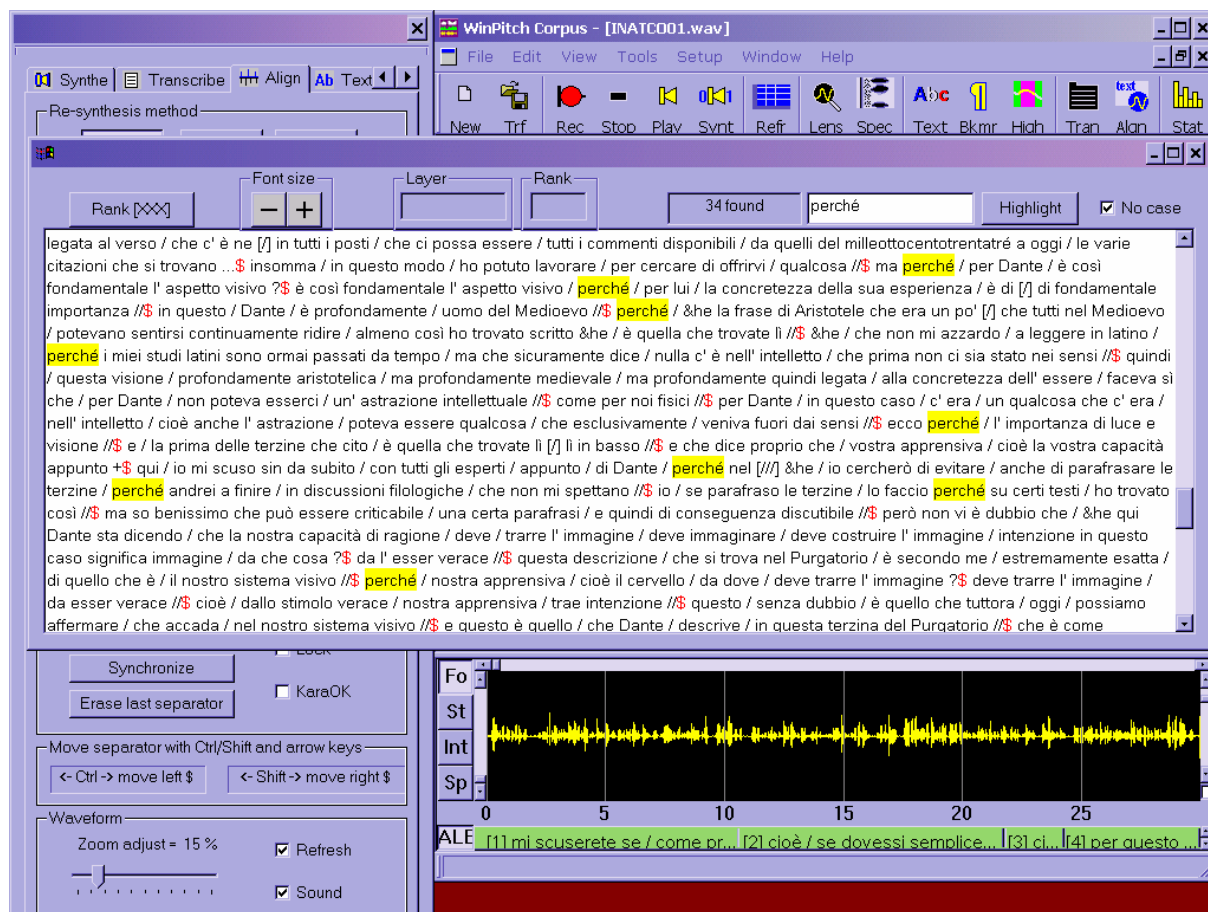 WinPitch Corpus - [INATCO01.wav]
File Edit View Tools Setup Window Help
Synthe Transcribe Align Ab Text
Re-synthesis method
New Trf Rec Stop Play Synt Refr Lens Spec Text Bkmr High Tran Algn Stat
Rank [XXX]
Font size
- +
Layer
Rank
34 found
perché
Highlight
No case
legata al verso / che c' è ne [/] in tutti i posti / che ci possa essere / tutti i commenti disponibili / da quelli del milleottocentotrentatré a oggi / le varie
citazioni che si trovano ...$ insomma / in questo modo / ho potuto lavorare / per cercare di offrirvi / qualcosa //$ ma perché / per Dante / è così
fondamentale l' aspetto visivo ?$ è così fondamentale l' aspetto visivo / perché / per lui / la concretezza della sua esperienza / è di [/] di fondamentale
importanza //$ in questo / Dante / è profondamente / uomo del Medioevo //$ perché / &he la frase di Aristotele che era un po' [/] che tutti nel Medioevo
/ potevano sentirsi continuamente ridire / almeno così ho trovato scritto &he / è quella che trovate lì //$ &he / che non mi azzardo / a leggere in latino /
perché i miei studi latini sono ormai passati da tempo / ma che sicuramente dice / nulla c' è nell' intelletto / che prima non ci sia stato nei sensi //$ quindi
/ questa visione / profondamente aristotelica / ma profondamente medievale / ma profondamente quindi legata / alla concretezza dell' essere / faceva sì
che / per Dante / non poteva esserci / un' astrazione intellettuale //$ come per noi fisici //$ per Dante / in questo caso / c' era / un qualcosa che c' era /
nell' intelletto / cioè anche l' astrazione / poteva essere qualcosa / che esclusivamente / veniva fuori dai sensi //$ ecco perché / l' importanza di luce e
visione //$ e / la prima delle terzine che cito / è quella che trovate lì [/] lì in basso //$ e che dice proprio che / vostra apprensiva / cioè la vostra capacità
appunto +$ qui / io mi scuso sin da subito / con tutti gli esperti / appunto / di Dante / perché nel [///] &he / io cercherò di evitare / anche di parafrasare le
terzine / perché andrei a finire / in discussioni filologiche / che non mi spettano //$ io / se parafraso le terzine / lo faccio perché su certi testi / ho trovato
così //$ ma so benissimo che può essere criticabile / una certa parafrasi / e quindi di conseguenza discutibile //$ però non vi è dubbio che / &he qui
Dante sta dicendo / che la nostra capacità di ragione / deve / trarre l' immagine / deve immaginare / deve costruire l' immagine / intenzione in questo
caso significa immagine / da che cosa ?$ da l' esser verace //$ questa descrizione / che si trova nel Purgatorio / è secondo me / estremamente esatta /
di quello che è / il nostro sistema visivo //$ perché / nostra apprensiva / cioè il cervello / da dove / deve trarre l' immagine ?$ deve trarre l' immagine /
da esser verace //$ cioè / dallo stimolo verace / nostra apprensiva / trae intenzione //$ questo / senza dubbio / è quello che tuttora / oggi / possiamo
affermare / che accada / nel nostro sistema visivo //$ e questo è quello / che Dante / descrive / in questa terzina del Purgatorio //$ che è come
Synchronize
Lock
Erase last separator
KaraOK
Move separator with Ctrl/Shift and arrow keys
<- Ctrl -> move left $ <- Shift -> move right $
Waveform
Zoom adjust = 15 %
Refresh
Sound
Fo
St
Int
Sp
0 5 10 15 20 25
ALE [1] mi scuserete se / come pr... [2] cioè / se dovessi semplice... [3] ci... [4] per questo ...